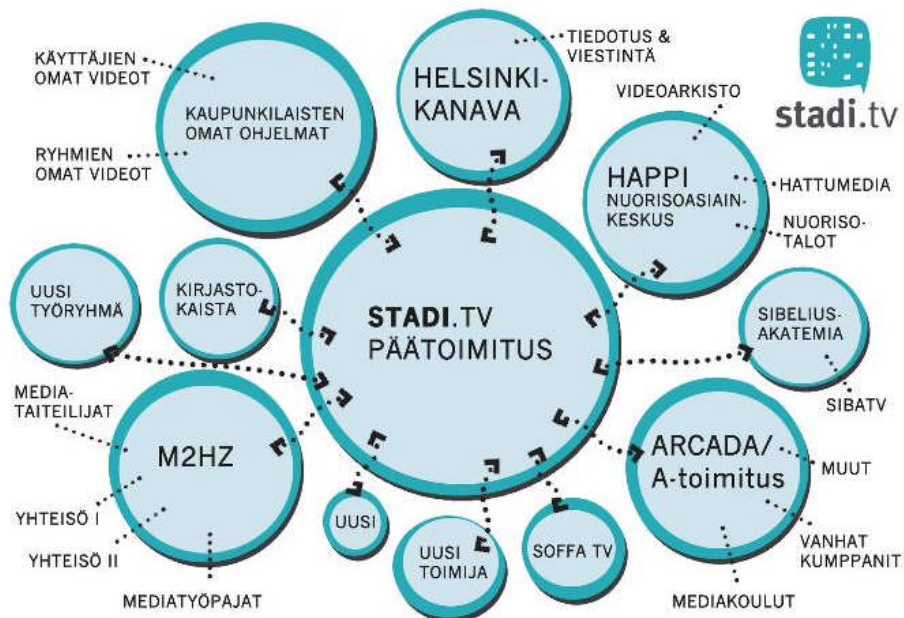 KÄYTTÄJIEN
OMAT VIDEOT
RYHMIEN
OMAT VIDEOT
KAUPUNKILAISTEN
OMAT OHJELMAT
TIEDOTUS &
VIESTINTÄ
HELSINKI-
KANAVA
stadi.tv
VIDEOARKISTO
HAPPI
NUORISOASIAIN-
KESKUS
HATTUMEDIA
NUORISO-
TALOT
UUSI
TYÖRYHMÄ
KIRJASTO-
KAISTA
STADI.TV
PÄÄTOIMITUS
SIBELIUS-
AKATEMIA
SIBATV
MEDIA-
TAITEILIJAT
M2HZ
YHTEISÖ I
YHTEISÖ II
MEDIATYÖPAJAT
UUSI
UUSI
TOIMIJA
SOFFA TV
ARCADA/
A-toimitus
MUUT
VANHAT
KUMPPANIT
MEDIAKOULUT